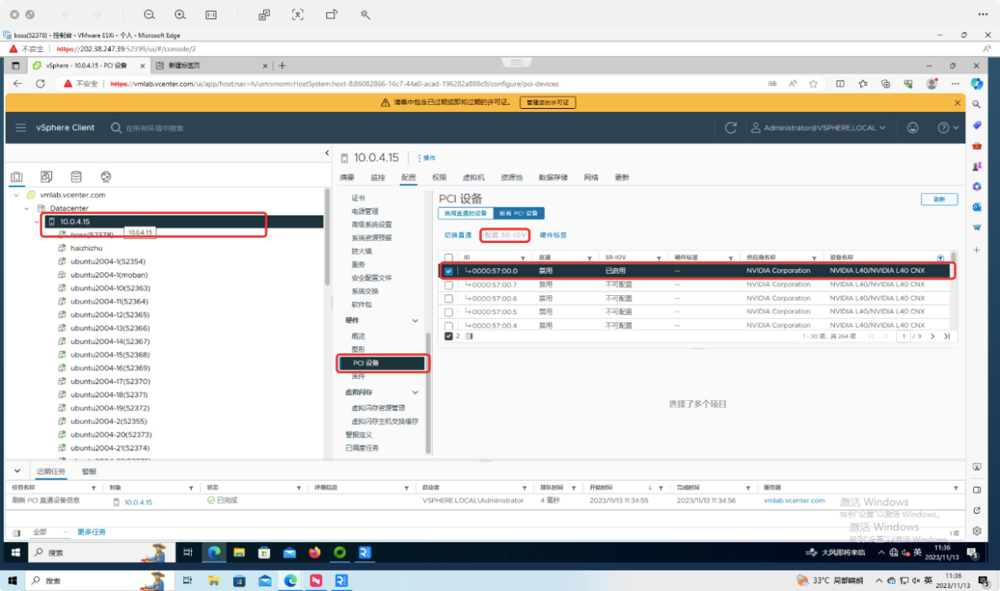 boss(52378) - 控制台 - VMware ESXi - 个人 - Microsoft Edge
不安全 https://202.38.247.39:52399/ui/#/console/2
vSphere - 10.0.4.15 - PCI 设备 新建标签页
不安全 https://vmlab.vcenter.com/ui/app/host;nav=h/urn:vmomi:HostSystem:host-8:86082866-16c7-44e0-acad-196282a888c9/configure/pci-devices
清单中包含已过期或即将过期的许可证。 管理您的许可证
vSphere Client 在所有环境中搜索 Administrator@VSPHERE.LOCAL
10.0.4.15 操作
摘要 监控 配置 权限 虚拟机 资源池 数据存储 网络 更新
vmlab.vcenter.com
Datacenter
10.0.4.15
boss(52378) 10.0.4.15
haizhizhu
ubuntu2004-1(52354)
ubuntu2004-1(moban)
ubuntu2004-10(52363)
ubuntu2004-11(52364)
ubuntu2004-12(52365)
ubuntu2004-13(52366)
ubuntu2004-14(52367)
ubuntu2004-15(52368)
ubuntu2004-16(52369)
ubuntu2004-17(52370)
ubuntu2004-18(52371)
ubuntu2004-19(52372)
ubuntu2004-2(52355)
ubuntu2004-20(52373)
ubuntu2004-21(52374)
证书
电源管理
高级系统设置
系统资源预留
防火墙
服务
安全配置文件
系统交换
软件包
硬件
概览
图形
PCI 设备
固件
虚拟闪存
虚拟闪存资源管理
虚拟闪存主机交换缓存
警报定义
已调度任务
PCI 设备 刷新
启用直通的设备 所有 PCI 设备
切换直通 配置 SR-IOV 硬件标签
ID 直通 SR-IOV 硬件标签 供应商名称 设备名称
0000:57:00.0 禁用 已启用 -- NVIDIA Corporation NVIDIA L40/NVIDIA L40 CNX
0000:57:00.7 禁用 不可配置 -- NVIDIA Corporation NVIDIA L40/NVIDIA L40 CNX
0000:57:00.6 禁用 不可配置 -- NVIDIA Corporation NVIDIA L40/NVIDIA L40 CNX
0000:57:00.5 禁用 不可配置 -- NVIDIA Corporation NVIDIA L40/NVIDIA L40 CNX
0000:57:00.4 禁用 不可配置 -- NVIDIA Corporation NVIDIA L40/NVIDIA L40 CNX
2 1 - 30 项, 共 264 项 1 / 9
选择了多个项目
近期任务 警报
任务名称 对象 状态 详细信息 启动者 排队时间 开始时间 完成时间 服务器
刷新 PCI 直通设备信息 10.0.4.15 已完成 VSPHERE.LOCAL\Administrator 4 毫秒 2023/11/13 11:34:55 2023/11/13 11:34:56 vmlab.vcenter.com
激活 Windows
转到"设置"以激活 Windows。
激活 Windows
转到"设置"以激活 Windows。
全部 更多任务 1项
搜索 大风即将来临 英 11:36
2023/11/13 3
搜索 33°C 局部晴朗 英 11:36
2023/11/13 3